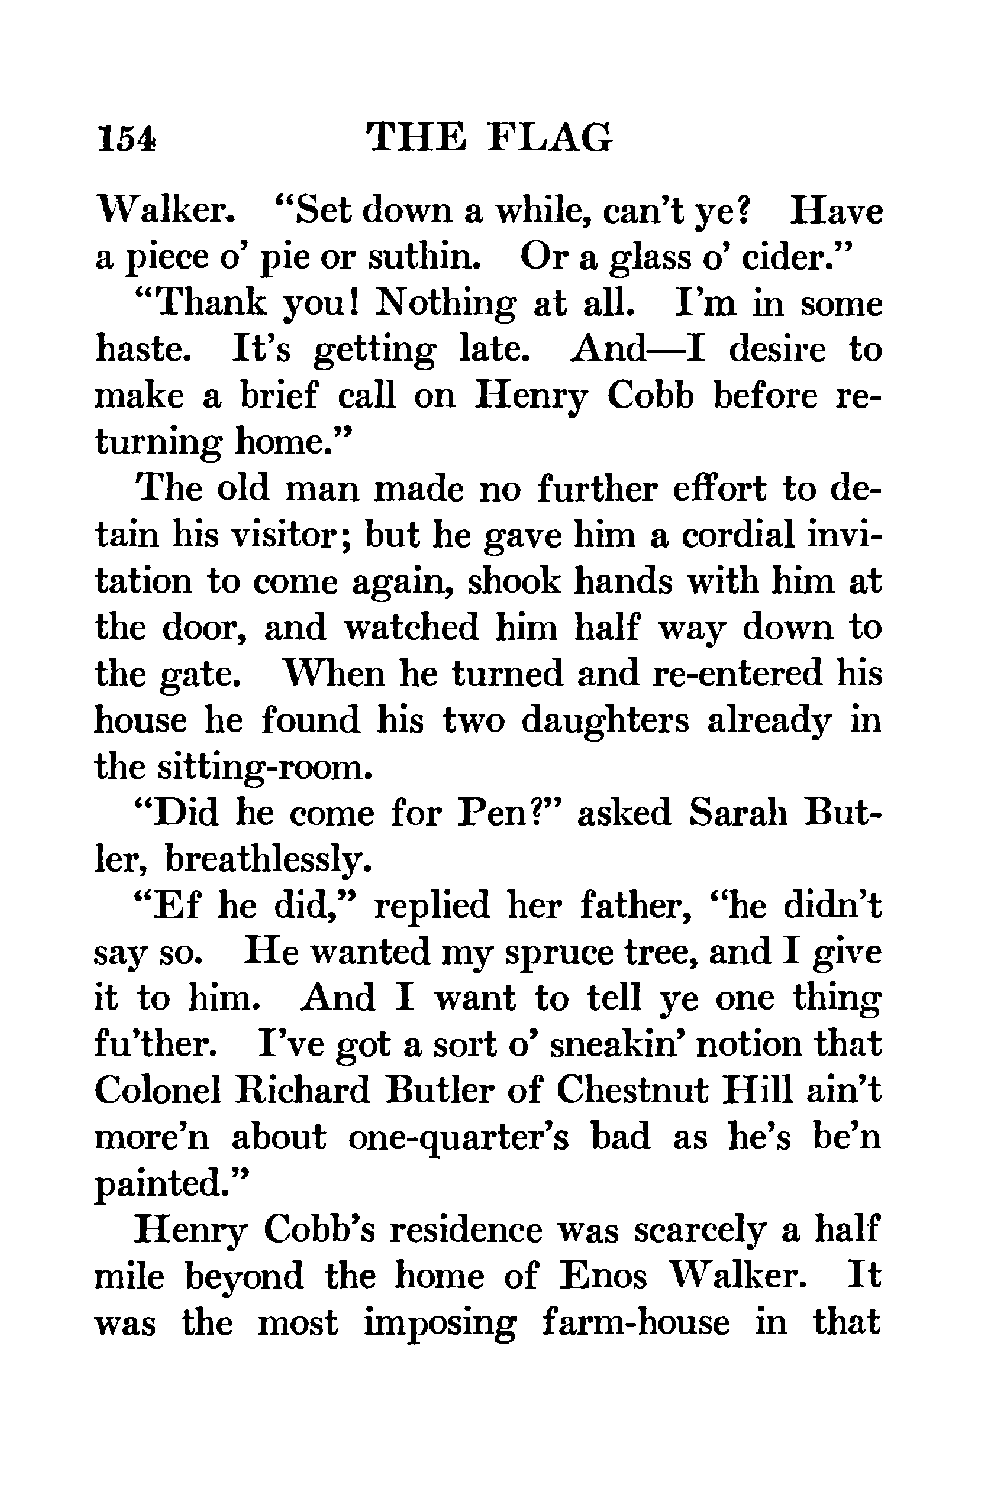 154 THE FLAG
Walker. “Set down a while, can’t ye? Have
a piece o’ pie or suthin. Or a glass o’ cider.”
“Thank you! Nothing at all. I’m in some
haste. It’s getting late. And—I desire to
make a brief call on Henry Cobb before re-
turning home.”
The old man made no further effort to de-
tain his visitor; but he gave him a cordial invi-
tation to come again, shook hands with him at
the door, and watched him half way down to
the gate. When he turned and re-entered his
house he found his two daughters already in
the sitting-room.
“Did he come for Pen?” asked Sarah But-
ler, breathlessly.
“Ef he did,” replied her father, “he didn’t
say so. He wanted my spruce tree, and I give
it to him. And I want to tell ye one thing
fu’ther. I’ve got a sort o’ sneakin’ notion that
Colonel Richard Butler of Chestnut Hill ain’t
more’n about one-quarter’s bad as he’s be’n
painted.”
Henry Cobb’s residence was scarcely a half
mile beyond the home of Enos Walker. It
was the most imposing farm-house in that